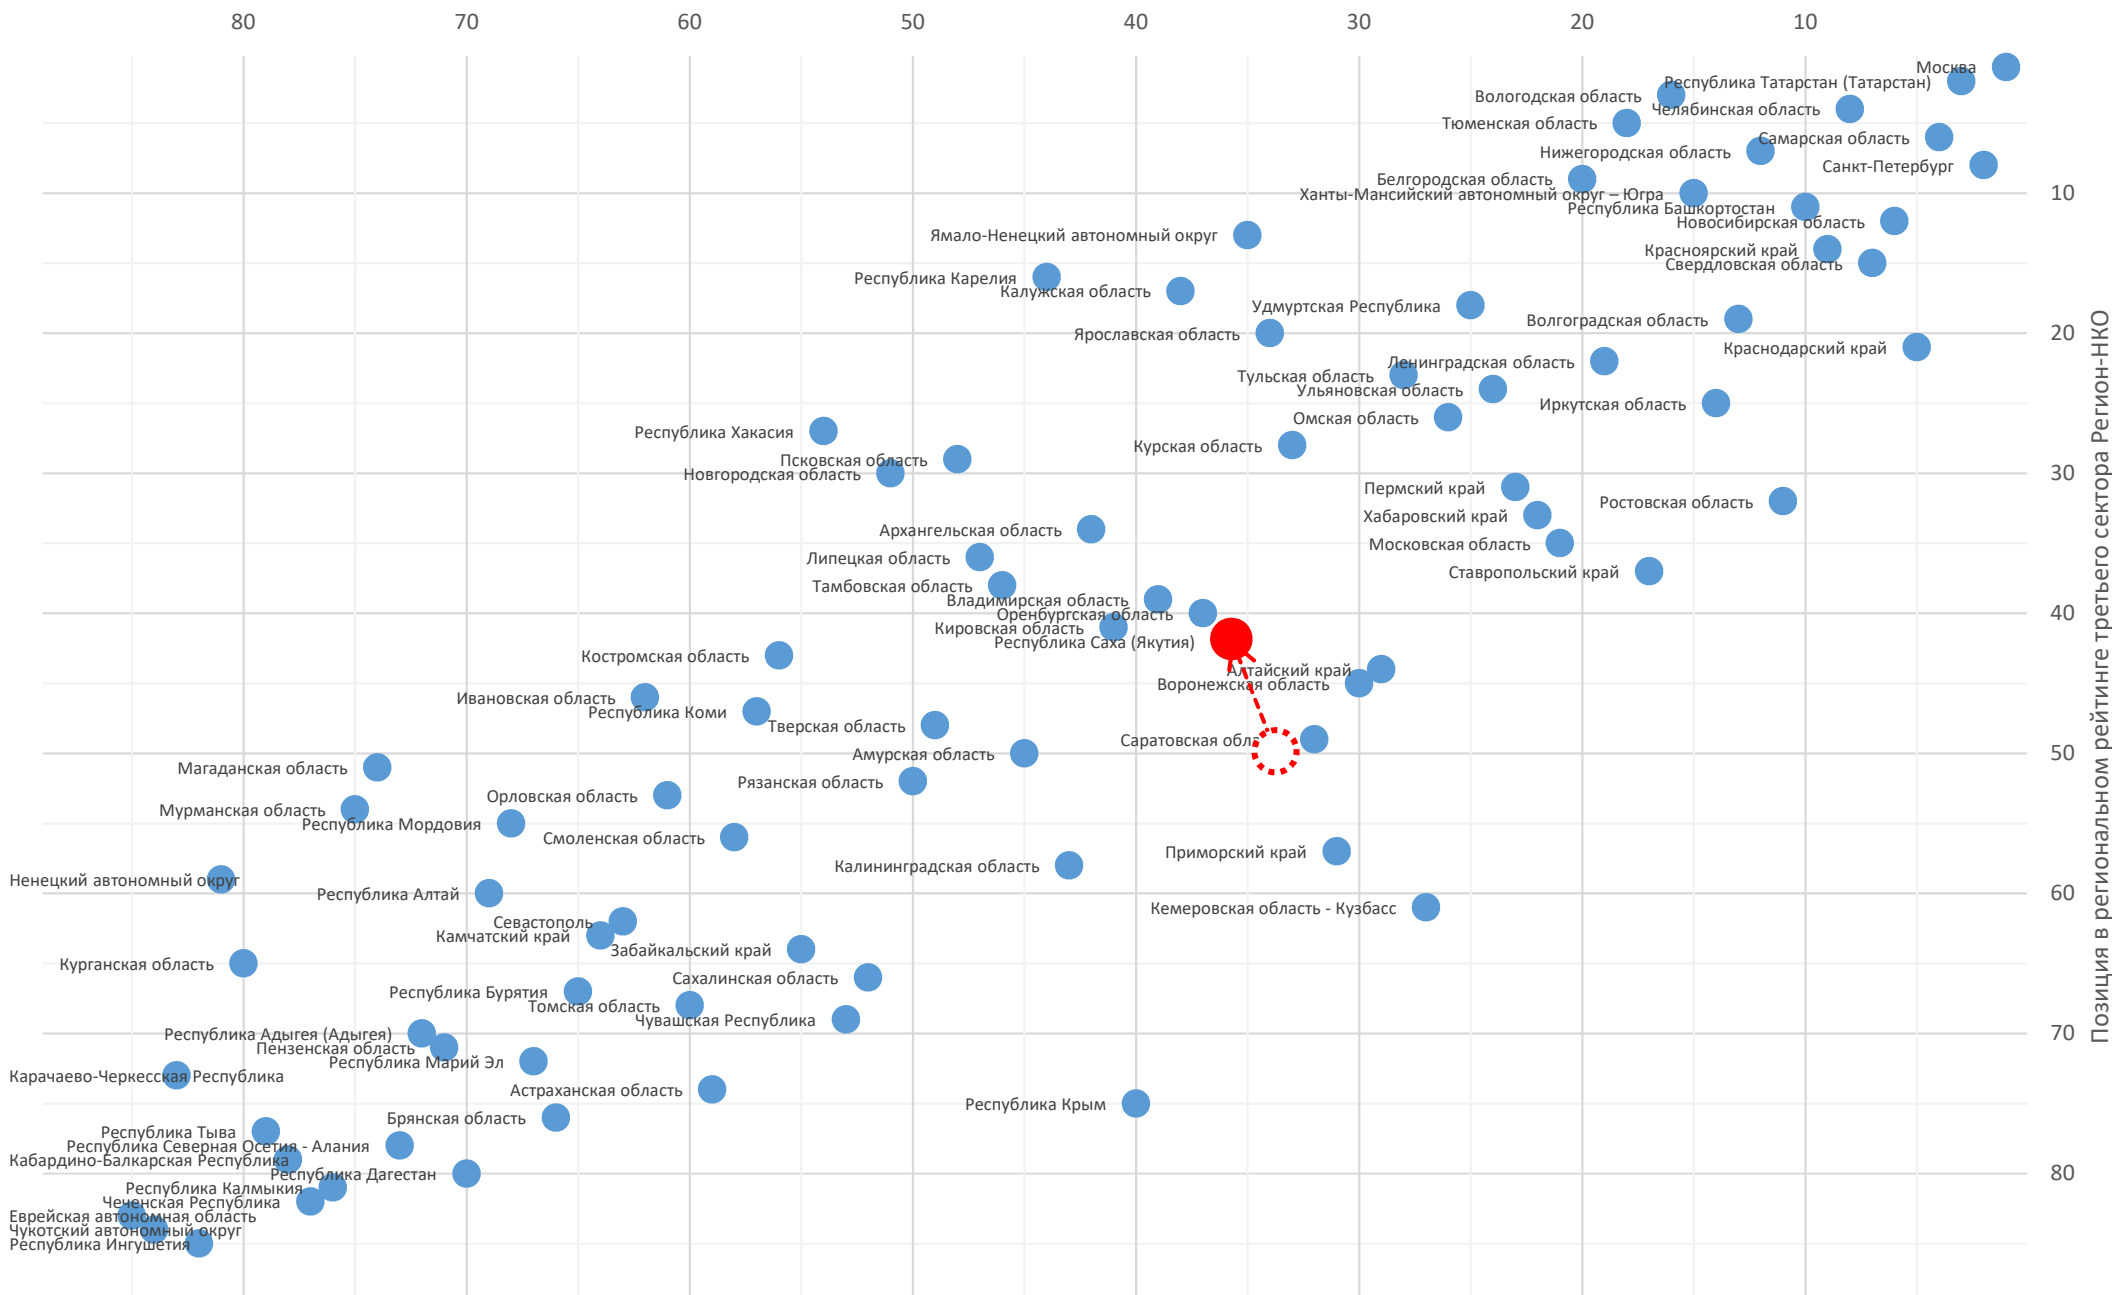 80 70 60 50 40 30 20 10
Москва
Республика Татарстан (Татарстан)
Вологодская область
Челябинская область
Тюменская область
Самарская область
Нижегородская область
Санкт-Петербург
Белгородская область
10
Ханты-Мансийский автономный округ – Югра
Республика Башкортостан
Новосибирская область
Ямало-Ненецкий автономный округ
Красноярский край
Свердловская область
Республика Карелия
Калужская область
Удмуртская Республика
Волгоградская область
20
Ярославская область
Краснодарский край
Ленинградская область
Тульская область
Ульяновская область
Иркутская область
Омская область
Республика Хакасия
Курская область
Псковская область
30
Новгородская область
Пермский край
Ростовская область
Хабаровский край
Архангельская область
Московская область
Липецкая область
Ставропольский край
Тамбовская область
Владимирская область
40
Оренбургская область
Кировская область
Республика Саха (Якутия)
Костромская область
Алтайский край
Воронежская область
Ивановская область
Республика Коми
Тверская область
Саратовская обла
50
Амурская область
Магаданская область
Рязанская область
Орловская область
Мурманская область
Республика Мордовия
Смоленская область
Приморский край
Калининградская область
Ненецкий автономный округ
60
Республика Алтай
Кемеровская область - Кузбасс
Севастополь
Камчатский край
Забайкальский край
Курганская область
Сахалинская область
Республика Бурятия
Томская область
Чувашская Республика
70
Республика Адыгея (Адыгея)
Пензенская область
Республика Марий Эл
Карачаево-Черкесская Республика
Астраханская область
Республика Крым
Брянская область
Республика Тыва
Республика Северная Осетия - Алания
Кабардино-Балкарская Республика
80
Республика Дагестан
Республика Калмыкия
Чеченская Республика
Еврейская автономная область
Чукотский автономный округ
Республика Ингушетия
Позиция в региональном рейтинге третьего сектора Регион-НКО